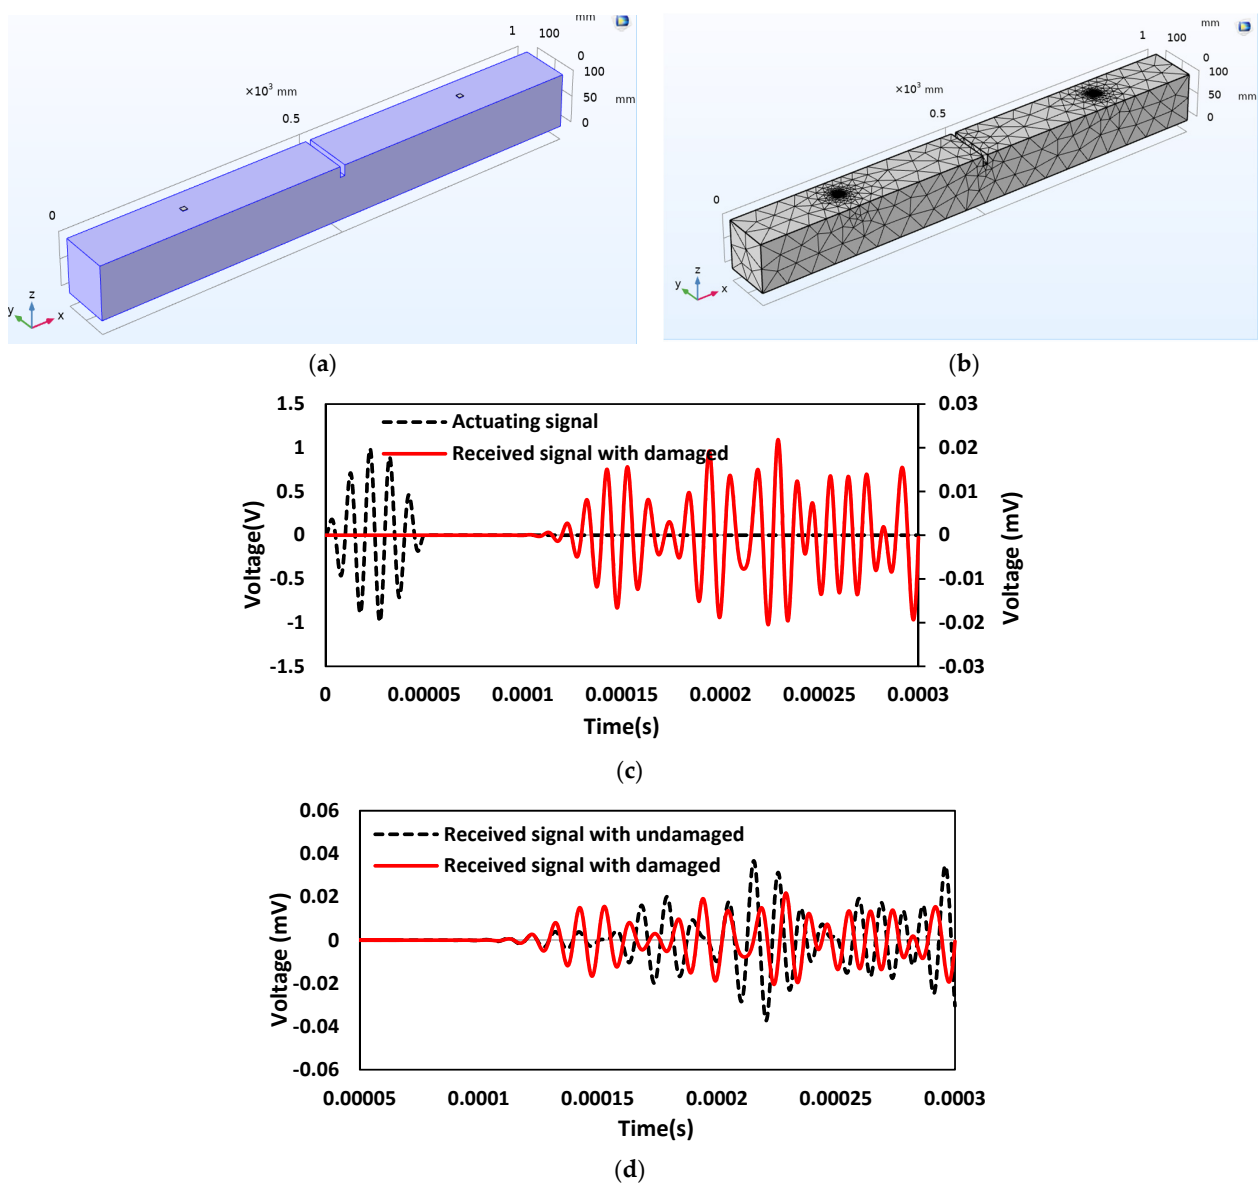 mm
1 100
0
×10³ mm
100
50 mm
0.5
0
0
z
y
x
mm
1 100
0
×10³ mm
100
50 mm
0.5
0
0
z
y
x
(a)
(b)
1.5
0.03
Actuating signal
1
0.02
Received signal with damaged
0.5
0.01
0
0
-0.5
-0.01
-1
-0.02
-1.5
-0.03
Voltage(V)
Voltage (mV)
0 0.00005 0.0001 0.00015 0.0002 0.00025 0.0003
Time(s)
(c)
0.06
Received signal with undamaged
0.04
Received signal with damaged
0.02
0
-0.02
-0.04
-0.06
Voltage (mV)
0.00005 0.0001 0.00015 0.0002 0.00025 0.0003
Time(s)
(d)